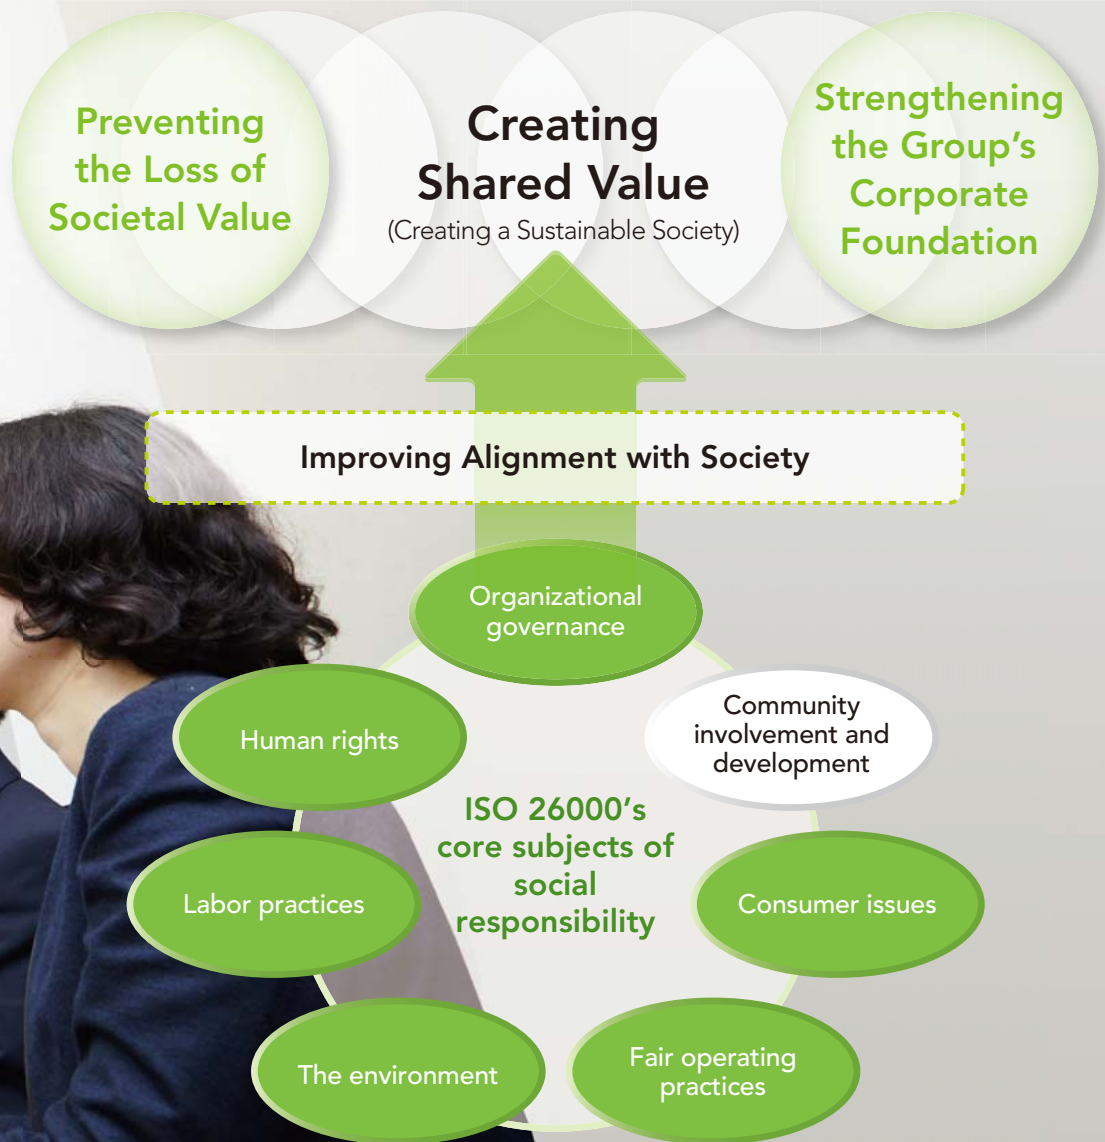 Preventing
the Loss of
Societal Value
Creating
Shared Value
(Creating a Sustainable Society)
Strengthening
the Group's
Corporate
Foundation
Improving Alignment with Society
Organizational
governance
Human rights
Community
involvement and
development
ISO 26000's
core subjects of
social
responsibility
Labor practices
Consumer issues
The environment
Fair operating
practices